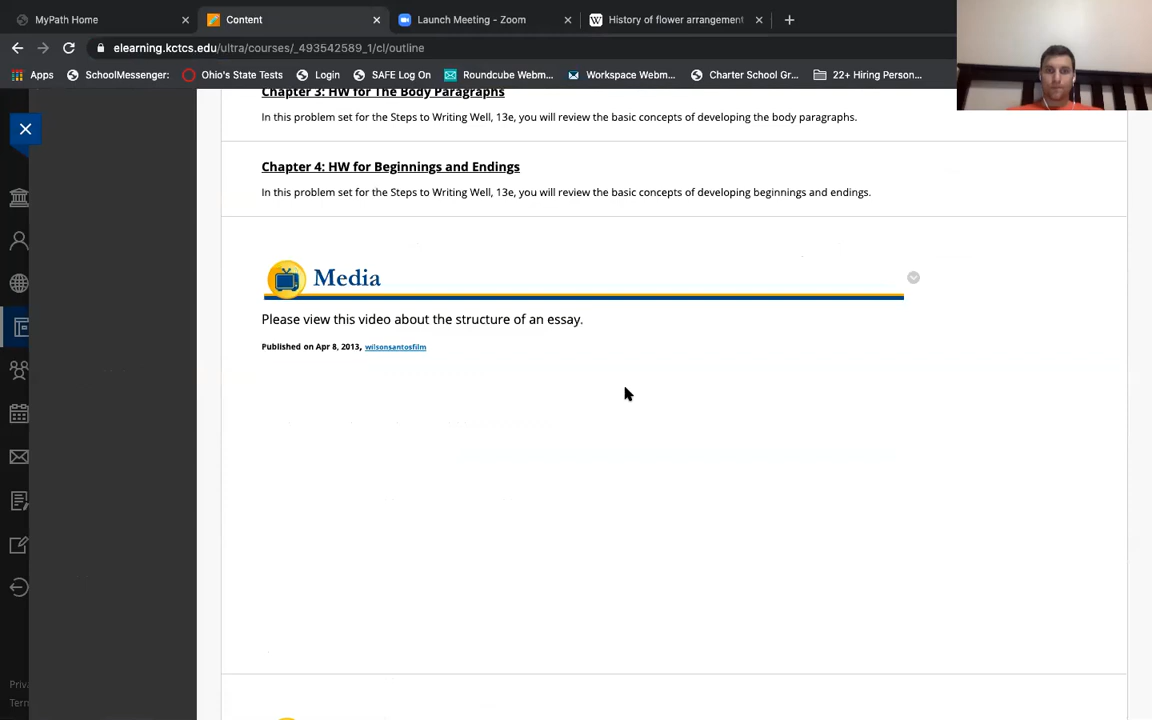 MyPath Home
Content
Launch Meeting - Zoom
History of flower arrangement
elearning.kctcs.edu/ultra/courses/_493542589_1/cl/outline
Apps
SchoolMessenger:
Ohio's State Tests
Login
SAFE Log On
Roundcube Webm...
Workspace Webm...
Charter School Gr...
22+ Hiring Person...
Chapter 3: HW for The Body Paragraphs
In this problem set for the Steps to Writing Well, 13e, you will review the basic concepts of developing the body paragraphs.
Chapter 4: HW for Beginnings and Endings
In this problem set for the Steps to Writing Well, 13e, you will review the basic concepts of developing beginnings and endings.
Media
Please view this video about the structure of an essay.
Published on Apr 8, 2013, wilsonsantosfilm
Priv
Term